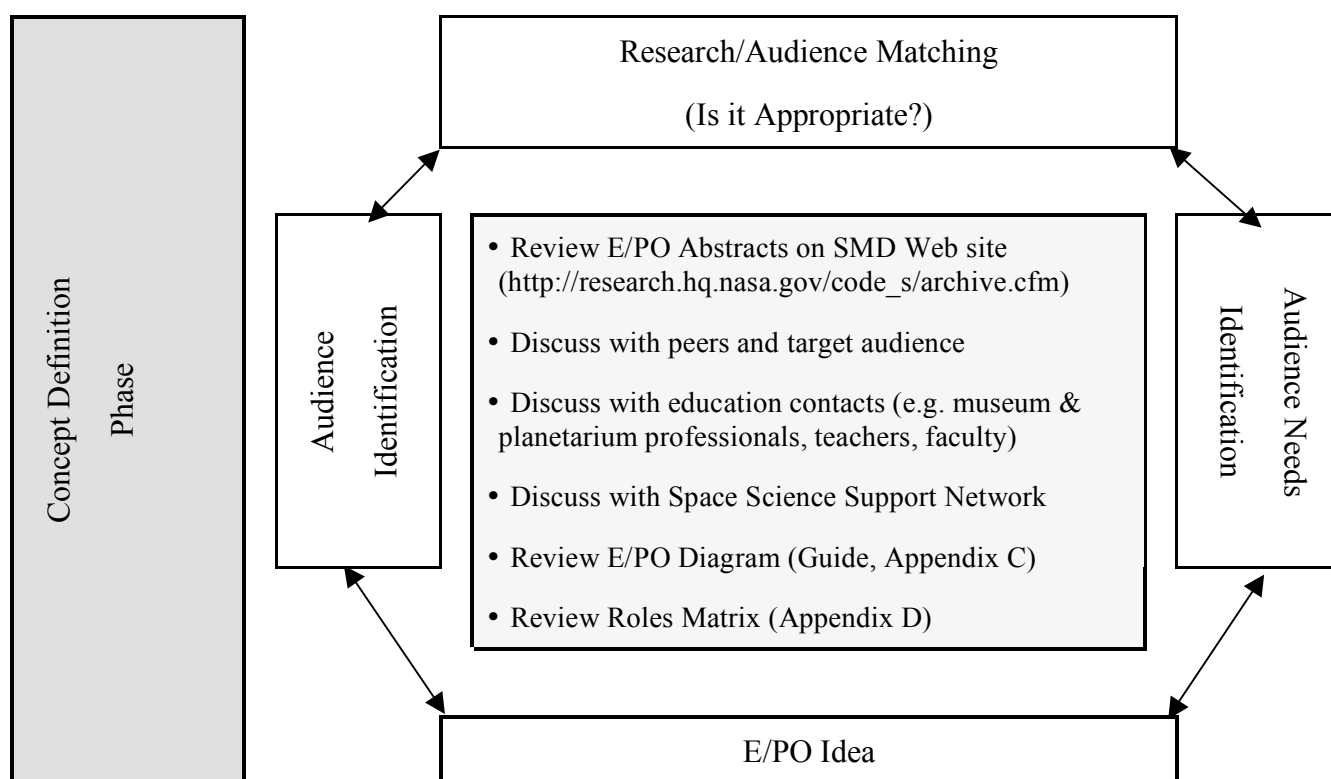 Research/Audience Matching
(Is it Appropriate?)
Concept Definition
Phase
Audience
Identification
• Review E/PO Abstracts on SMD Web site
(http://research.hq.nasa.gov/code_s/archive.cfm)
• Discuss with peers and target audience
• Discuss with education contacts (e.g. museum &
planetarium professionals, teachers, faculty)
• Discuss with Space Science Support Network
• Review E/PO Diagram (Guide, Appendix C)
• Review Roles Matrix (Appendix D)
Audience Needs
Identification
E/PO Idea